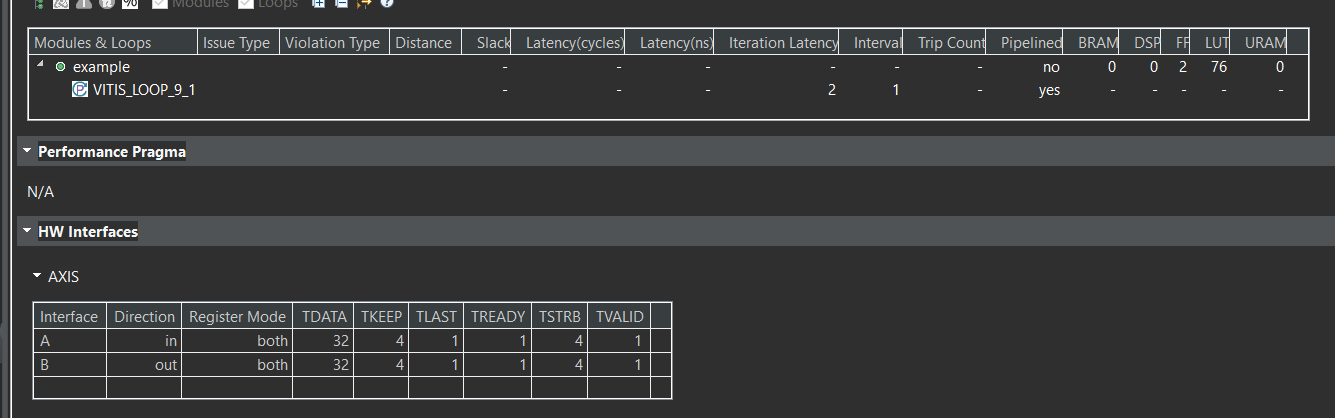 Modules Loops
Modules & Loops Issue Type Violation Type Distance Slack Latency(cycles) Latency(ns) Iteration Latency Interval Trip Count Pipelined BRAM DSP FF LUT URAM
example - - - - - - no 0 0 2 76 0
VITIS_LOOP_9_1 - - - 2 1 - yes - - - - -
Performance Pragma
N/A
HW Interfaces
AXIS
Interface Direction Register Mode TDATA TKEEP TLAST TREADY TSTRB TVALID
A in both 32 4 1 1 4 1
B out both 32 4 1 1 4 1